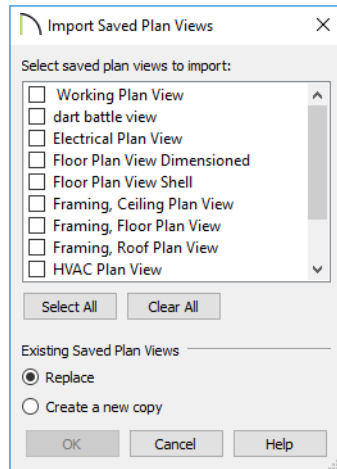 Import Saved Plan Views
Select saved plan views to import:
Working Plan View
dart battle view
Electrical Plan View
Floor Plan View Dimensioned
Floor Plan View Shell
Framing, Ceiling Plan View
Framing, Floor Plan View
Framing, Roof Plan View
HVAC Plan View
Select All Clear All
Existing Saved Plan Views
Replace
Create a new copy
OK Cancel Help